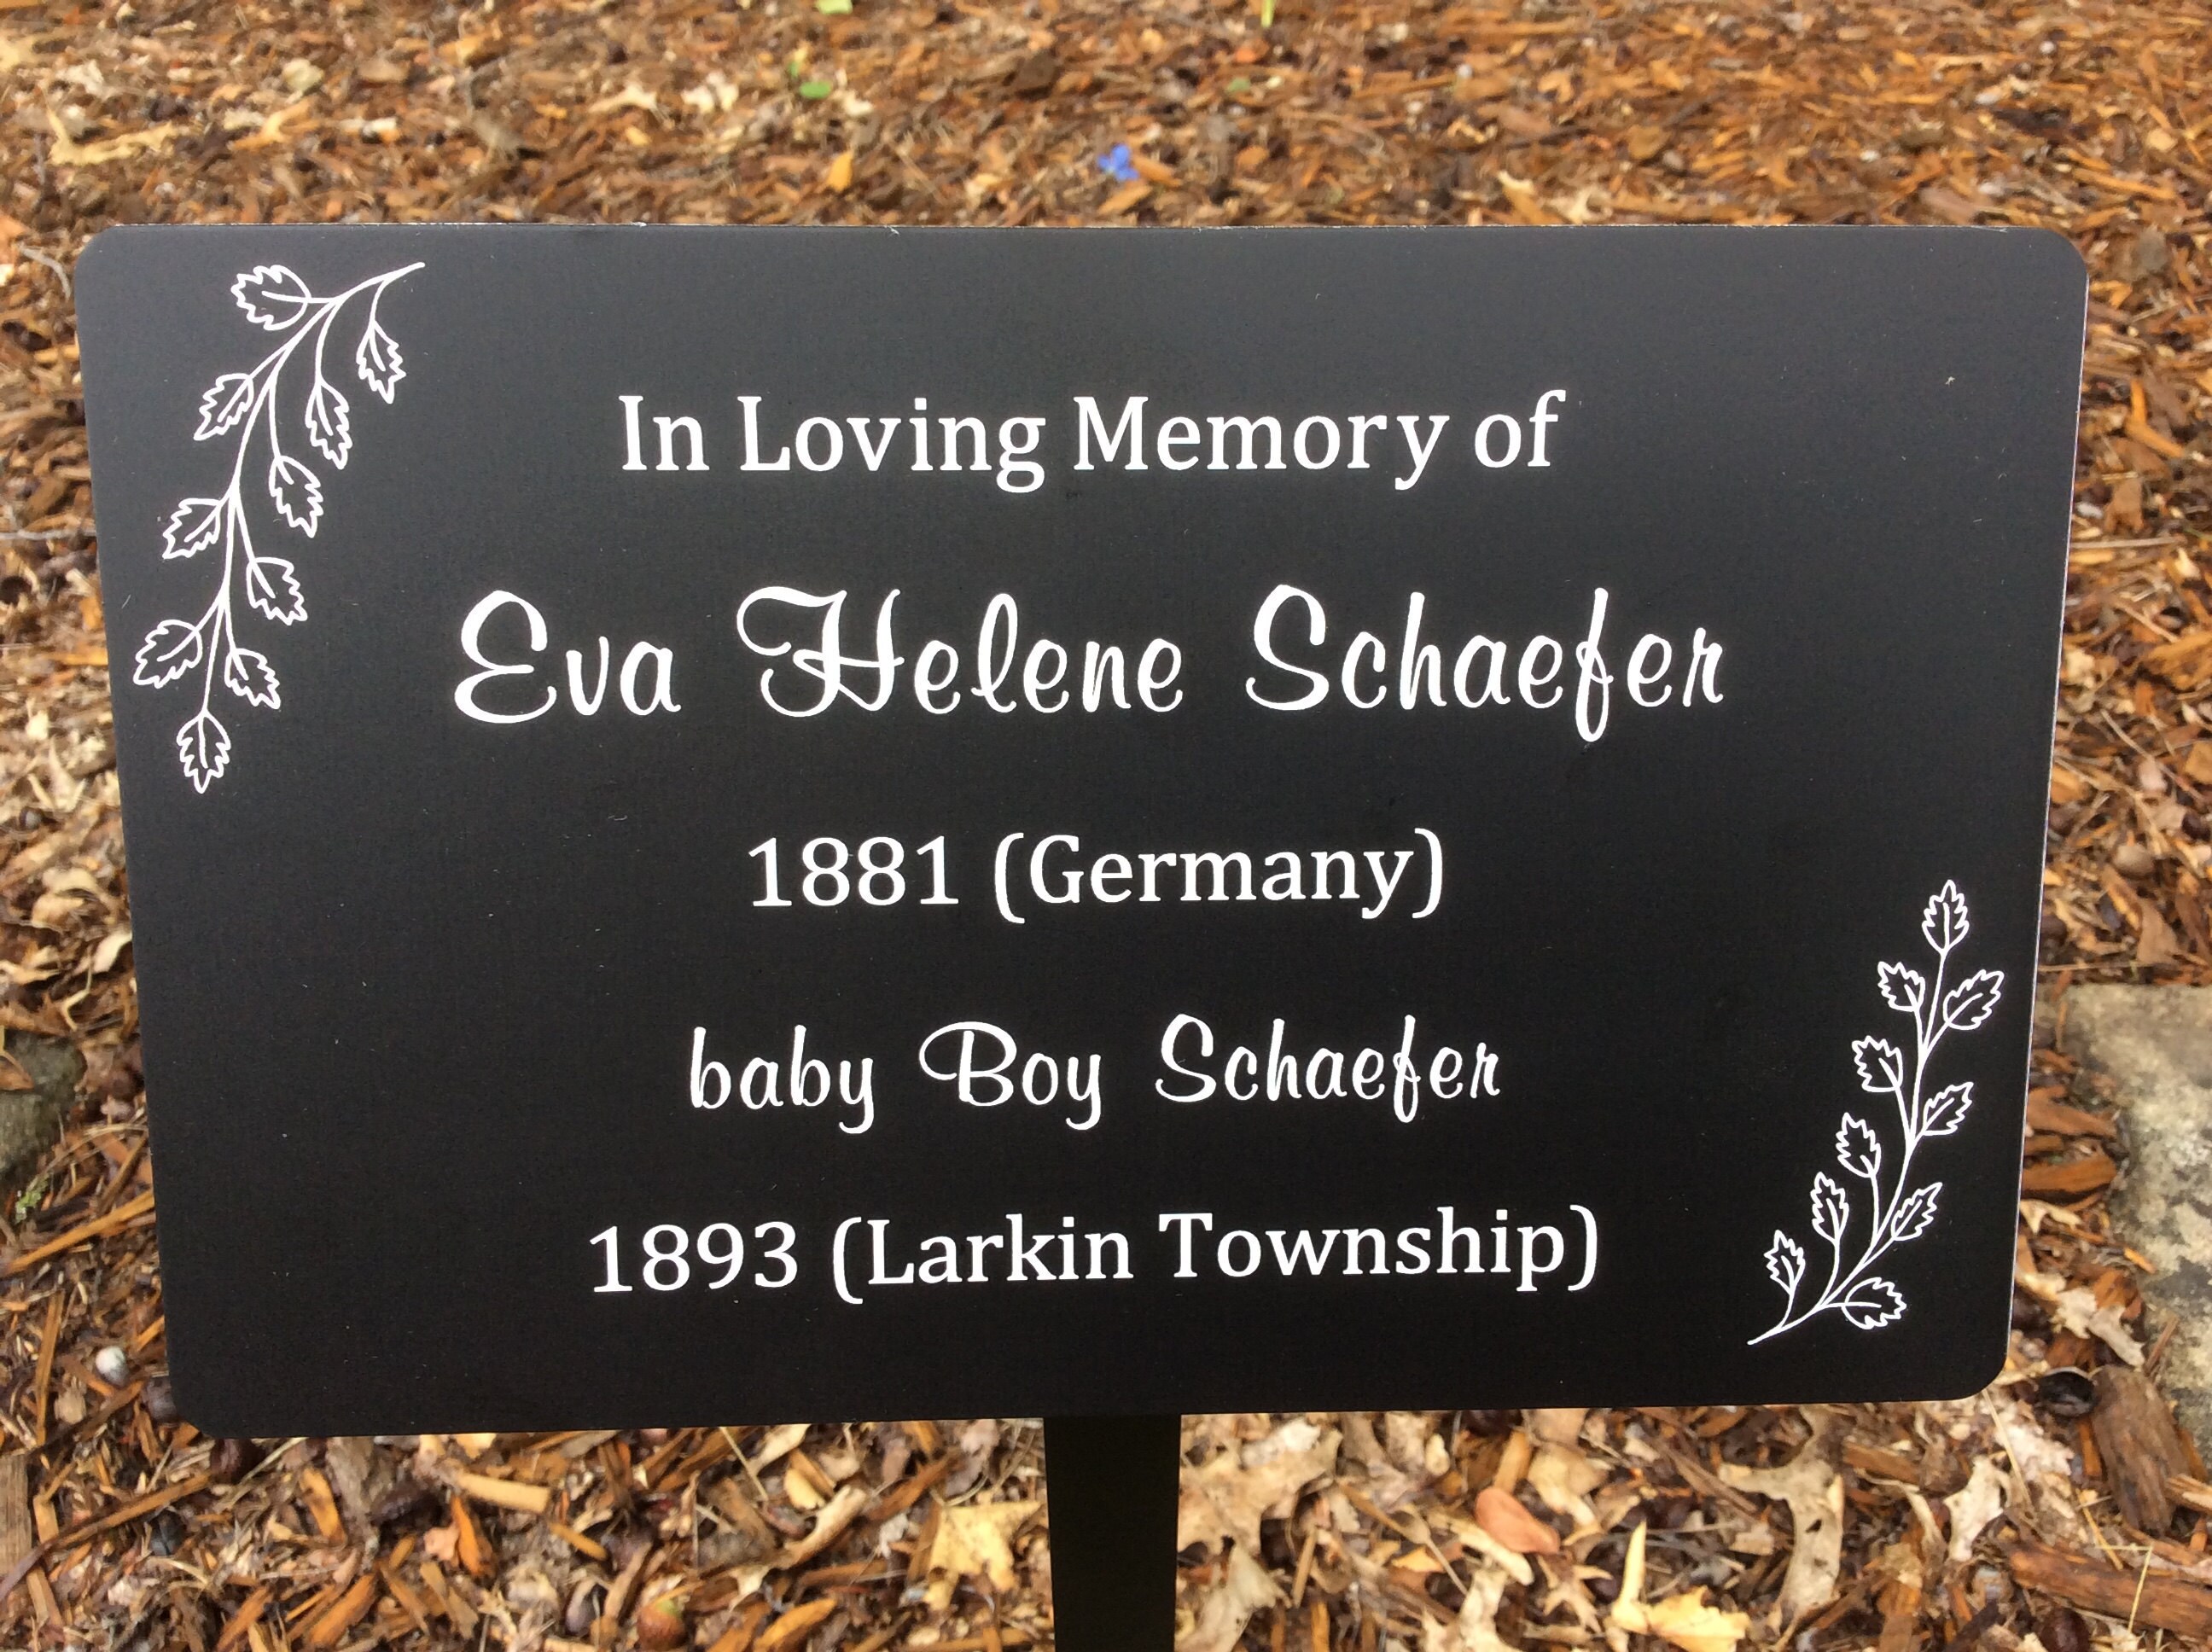 In Loving Memory of
Eva Helene Schaefer
1881 (Germany)
baby Boy Schaefer
1893 (Larkin Township)